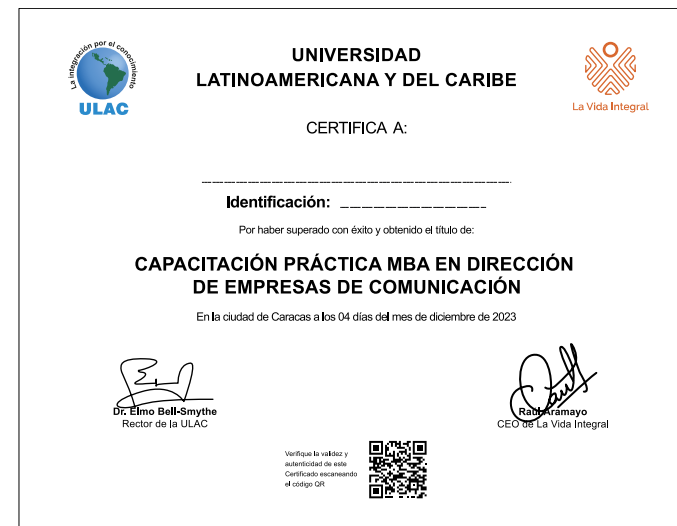 La integración por el conocimiento
ULAC
UNIVERSIDAD
LATINOAMERICANA Y DEL CARIBE
La Vida Integral
CERTIFICA A:
Identificación:
Por haber superado con éxito y obtenido el título de:
CAPACITACIÓN PRÁCTICA MBA EN DIRECCIÓN
DE EMPRESAS DE COMUNICACIÓN
En la ciudad de Caracas a los 04 días del mes de diciembre de 2023
Dr. Elmo Bell-Smythe
Rector de la ULAC
Raúl Aramayo
CEO de La Vida Integral
Verifique la validez y
autenticidad de este
Certificado escaneando
el código QR